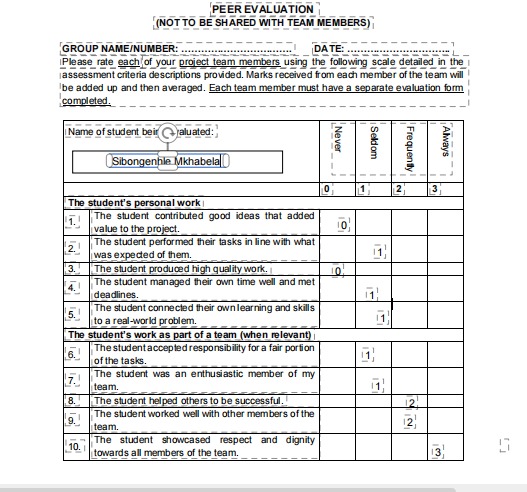 PEER EVALUATION
(NOT TO BE SHARED WITH TEAM MEMBERS)
GROUP NAME/NUMBER: ................................ DATE: ..............................
Please rate each of your project team members using the following scale detailed in the
assessment criteria descriptions provided. Marks received from each member of the team will
be added up and then averaged. Each team member must have a separate evaluation form
completed.
Name of student being evaluated: Never Seldom Frequently Always
Sibongenhle Mkhabela
0 1 2 3
The student's personal work
1. The student contributed good ideas that added
value to the project. 0
2. The student performed their tasks in line with what
was expected of them. 1
3. The student produced high quality work. 0
4. The student managed their own time well and met
deadlines. 1
5. The student connected their own learning and skills
to a real-world problem. 1
The student's work as part of a team (when relevant)
6. The student accepted responsibility for a fair portion
of the tasks. 1
7. The student was an enthusiastic member of my
team. 1
8. The student helped others to be successful. 2
9. The student worked well with other members of the
team. 2
10. The student showcased respect and dignity
towards all members of the team. 3